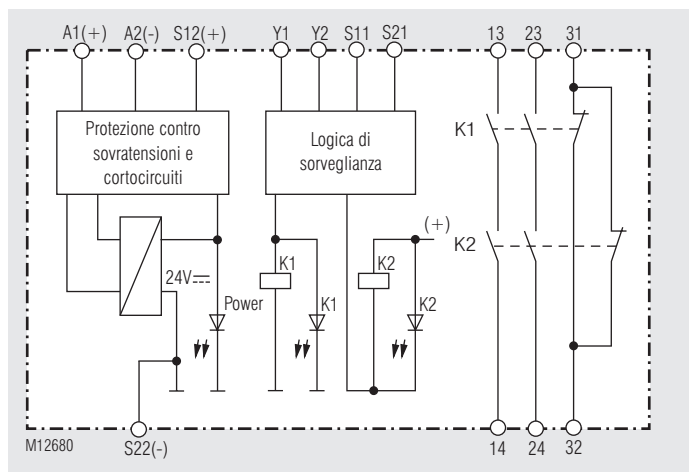 A1(+) A2(-) S12(+) Y1 Y2 S11 S21 13 23 31
Protezione contro
sovratensioni e
cortocircuiti
Logica di
sorveglianza
K1
(+)
K2
K1
K2
24V
Power
K1
K2
M12680
S22(-)
14 24 32